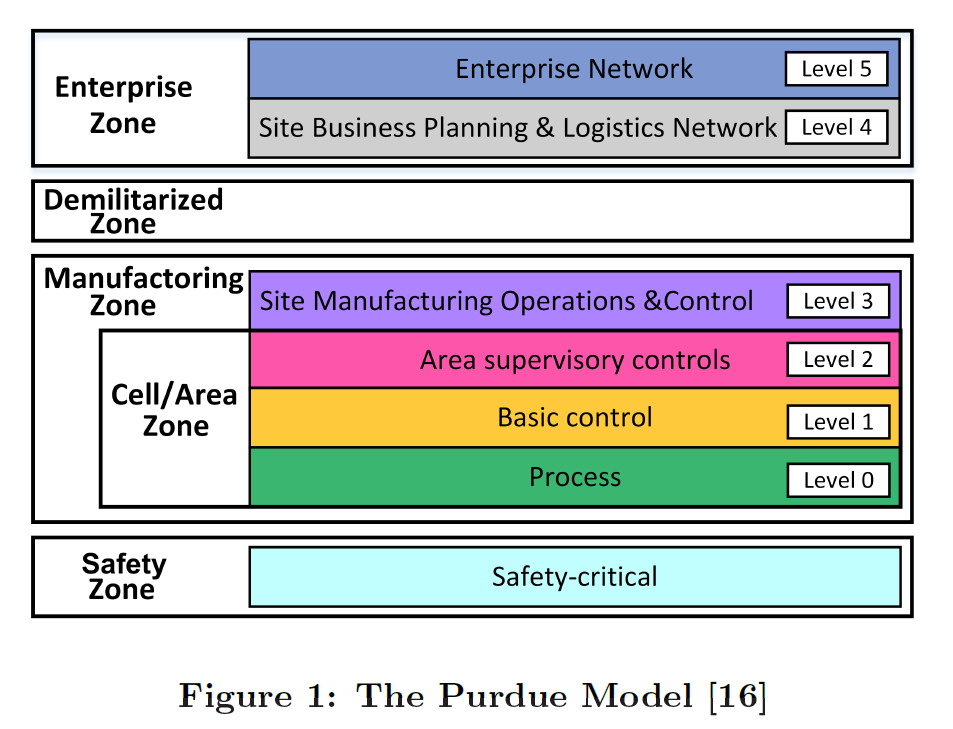 Enterprise
Zone
Enterprise Network
Level 5
Site Business Planning & Logistics Network
Level 4
Demilitarized
Zone
Manufactoring
Zone
Site Manufacturing Operations &Control
Level 3
Cell/Area
Zone
Area supervisory controls
Level 2
Basic control
Level 1
Process
Level 0
Safety
Zone
Safety-critical
Figure 1: The Purdue Model [16]